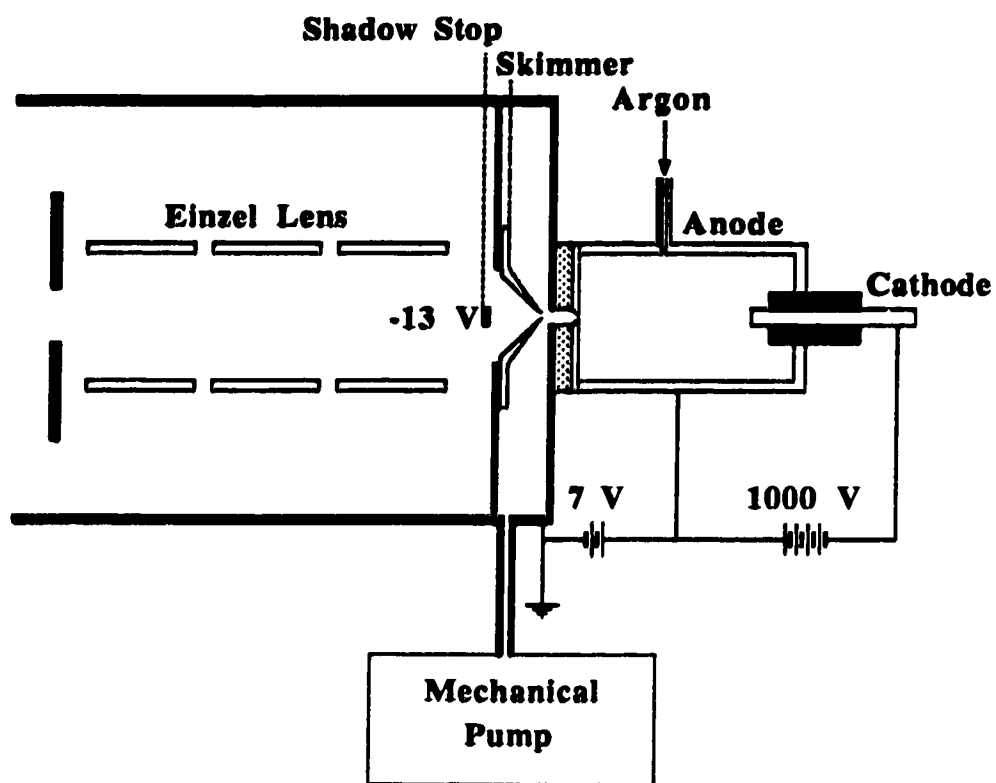 Shadow Stop
Skimmer
Argon
Einzel Lens
Anode
Cathode
-13 V
7 V
1000 V
Mechanical
Pump